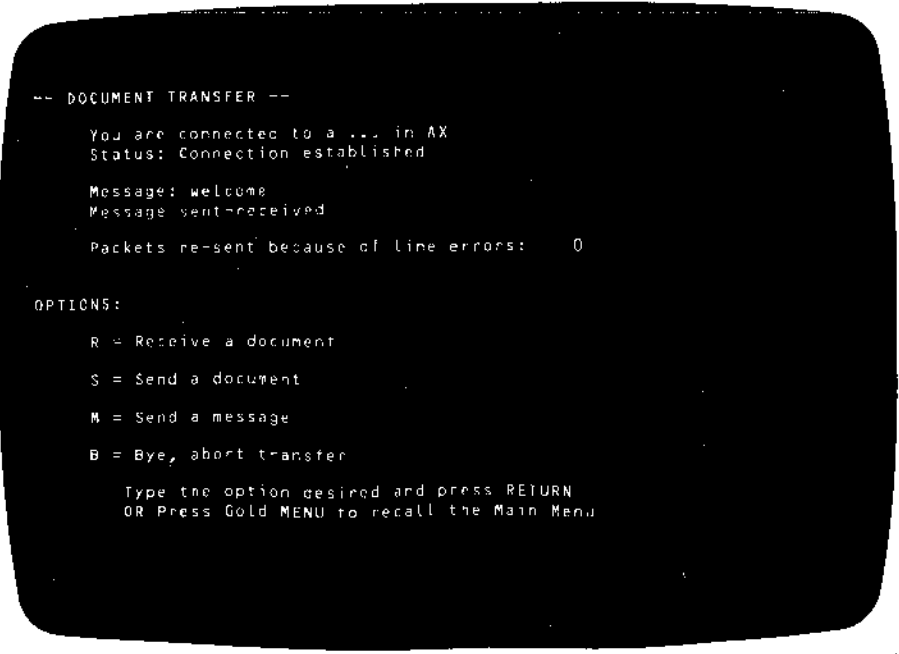 -- DOCUMENT TRANSFER --
You are connected to a ... in AX
Status: Connection established
Message: welcome
Message sent-received
Packets re-sent because of line errors: 0
OPTIONS:
R = Receive a document
S = Send a document
M = Send a message
B = Bye, abort transfer
Type the option desired and press RETURN
OR Press Gold MENU to recall the Main Menu